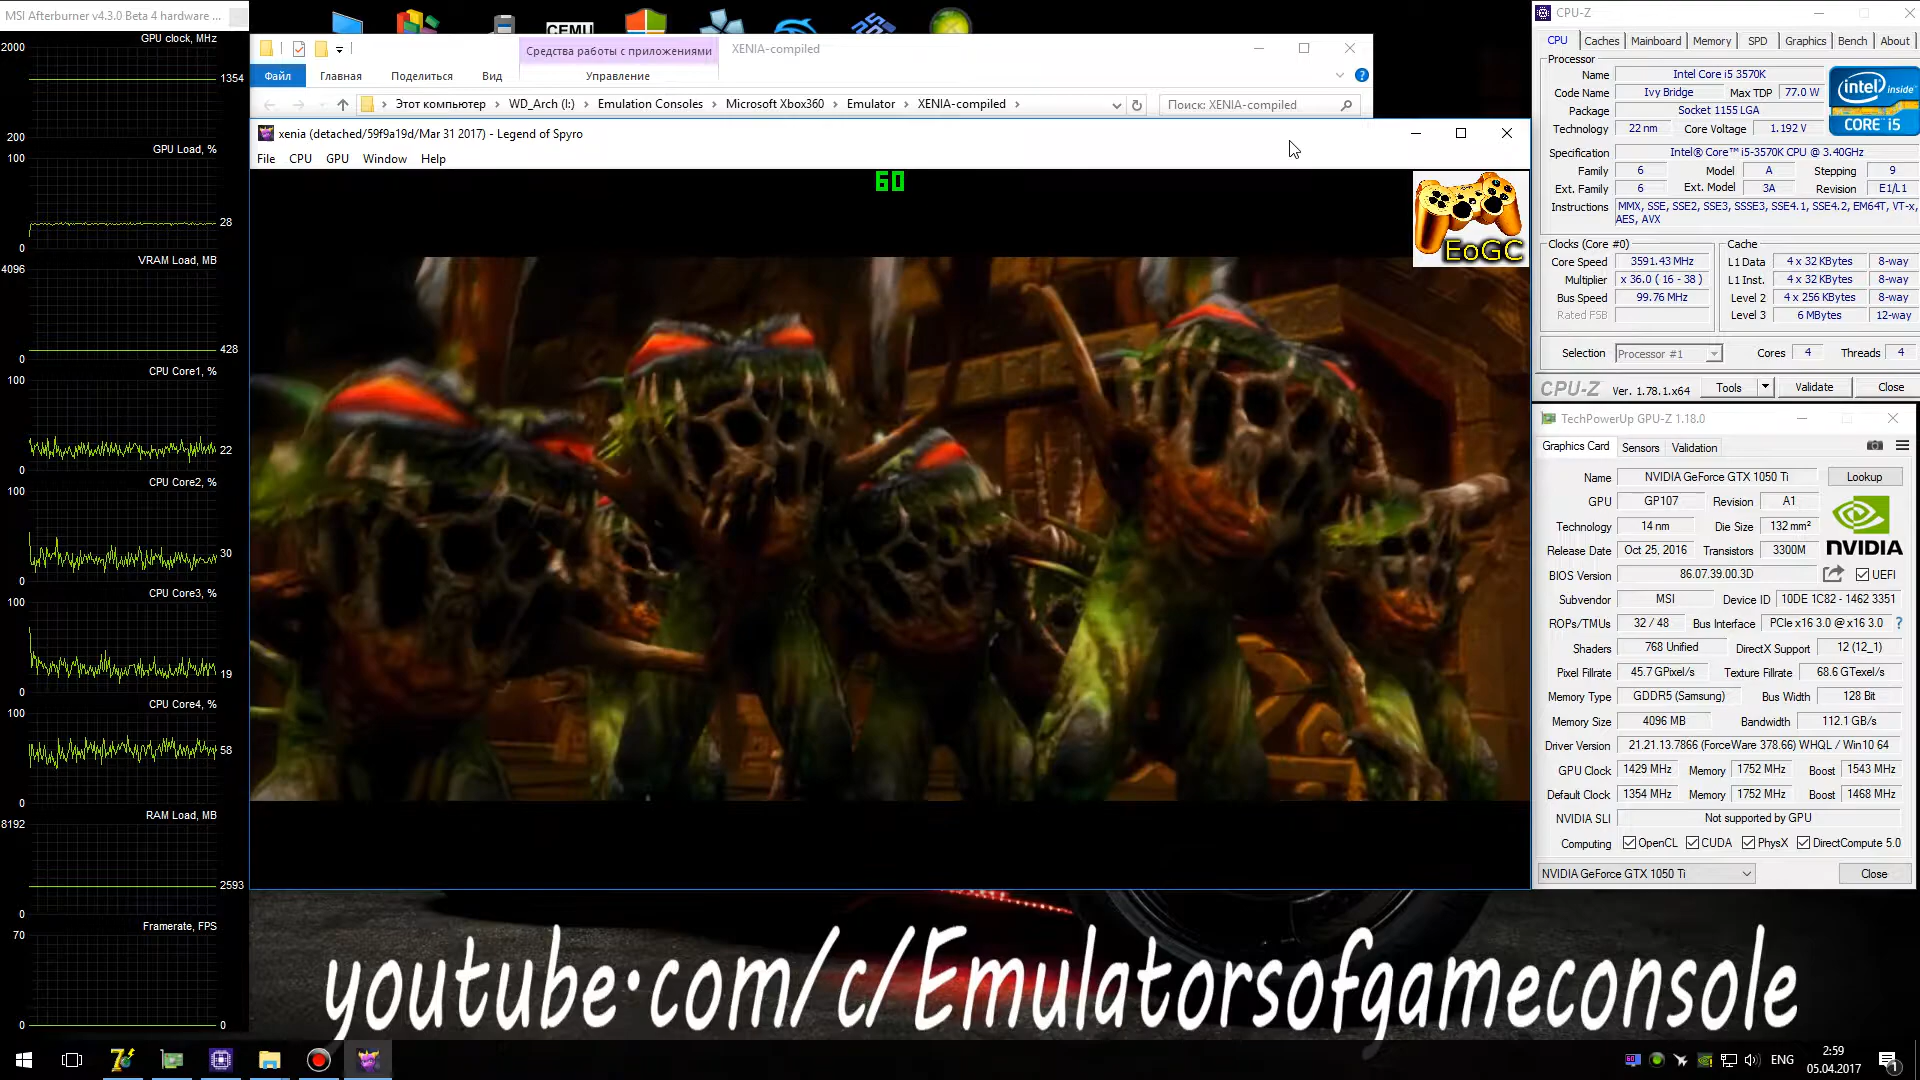 MSI Afterburner v4.3.0 Beta 4 hardware ...
GPU clock, MHz
2000
1354
200
GPU Load, %
100
28
0
VRAM Load, MB
4096
428
0
CPU Core1, %
100
22
0
CPU Core2, %
100
30
0
CPU Core3, %
100
19
0
CPU Core4, %
100
58
0
RAM Load, MB
8192
2593
0
Framerate, FPS
70
0
0
CEMU
Средства работы с приложениями
XENIA-compiled
Файл
Главная
Поделиться
Вид
Управление
Этот компьютер > WD_Arch (I:) > Emulation Consoles > Microsoft Xbox360 > Emulator > XENIA-compiled >
Поиск: XENIA-compiled
xenia (detached/59f9a19d/Mar 31 2017) - Legend of Spyro
File CPU GPU Window Help
60
EoGC
CPU-Z
CPU Caches Mainboard Memory SPD Graphics Bench About
Processor
Name Intel Core i5 3570K
Code Name Ivy Bridge Max TDP 77.0 W
Package Socket 1155 LGA
Technology 22 nm Core Voltage 1.192 V
intel inside
CORE i5
Specification Intel® Core™ i5-3570K CPU @ 3.40GHz
Family 6 Model A Stepping 9
Ext. Family 6 Ext. Model 3A Revision E1/L1
Instructions MMX, SSE, SSE2, SSE3, SSSE3, SSE4.1, SSE4.2, EM64T, VT-x,
AES, AVX
Clocks (Core #0)
Cache
Core Speed 3591.43 MHz L1 Data 4 x 32 KBytes 8-way
Multiplier x 36.0 ( 16 - 38 ) L1 Inst. 4 x 32 KBytes 8-way
Bus Speed 99.76 MHz Level 2 4 x 256 KBytes 8-way
Rated FSB Level 3 6 MBytes 12-way
Selection Processor #1 Cores 4 Threads 4
CPU-Z Ver. 1.78.1.x64 Tools Validate Close
TechPowerUp GPU-Z 1.18.0
Graphics Card Sensors Validation
Name NVIDIA GeForce GTX 1050 Ti Lookup
GPU GP107 Revision A1
Technology 14 nm Die Size 132 mm²
Release Date Oct 25, 2016 Transistors 3300M
NVIDIA
BIOS Version 86.07.39.00.3D UEFI
Subvendor MSI Device ID 10DE 1C82 - 1462 3351
ROPs/TMUs 32 / 48 Bus Interface PCIe x16 3.0 @ x16 3.0 ?
Shaders 768 Unified DirectX Support 12 (12_1)
Pixel Fillrate 45.7 GPixel/s Texture Fillrate 68.6 GTexel/s
Memory Type GDDR5 (Samsung) Bus Width 128 Bit
Memory Size 4096 MB Bandwidth 112.1 GB/s
Driver Version 21.21.13.7866 (ForceWare 378.66) WHQL / Win10 64
GPU Clock 1429 MHz Memory 1752 MHz Boost 1543 MHz
Default Clock 1354 MHz Memory 1752 MHz Boost 1468 MHz
NVIDIA SLI Not supported by GPU
Computing OpenCL CUDA PhysX DirectCompute 5.0
NVIDIA GeForce GTX 1050 Ti Close
youtube.com/c/Emulatorsofgameconsole
ENG
2:59
05.04.2017
1